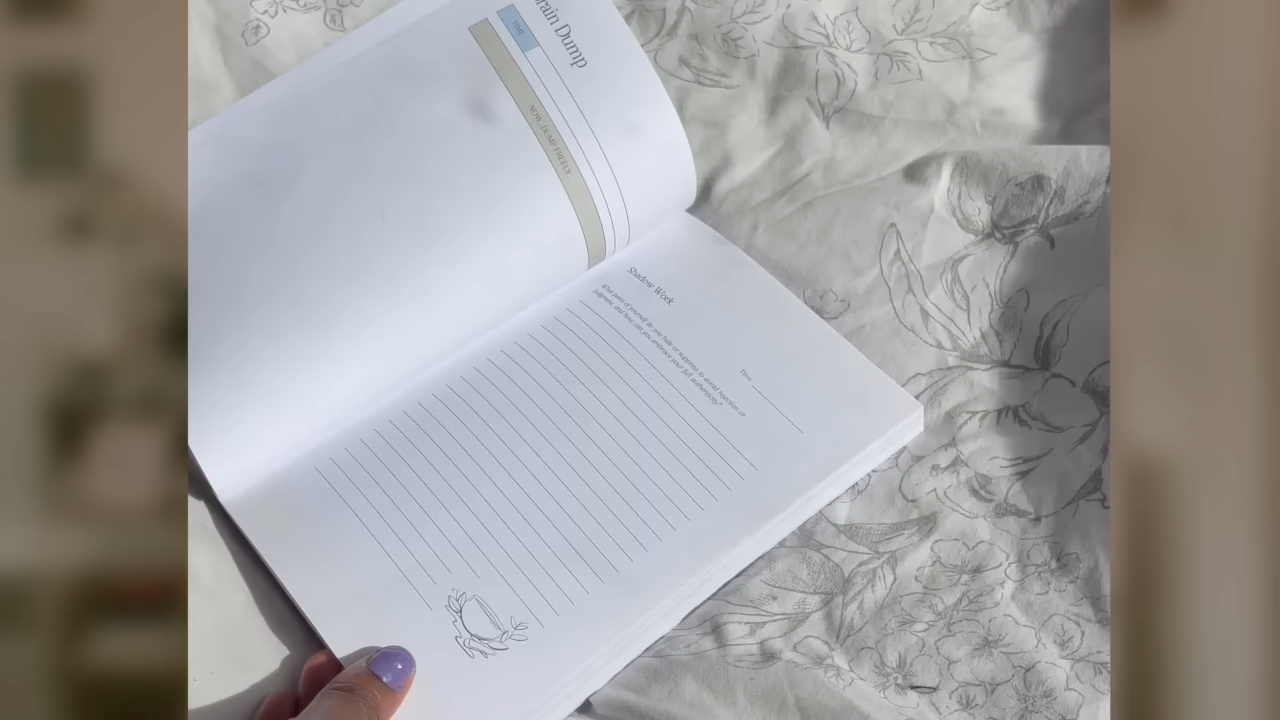 Brain Dump
TIME
NOW, DUMP FREELY
Shadow Work
Time:
What parts of yourself do you hide or suppress to avoid rejection or
judgment, and how can you embrace your full authenticity?